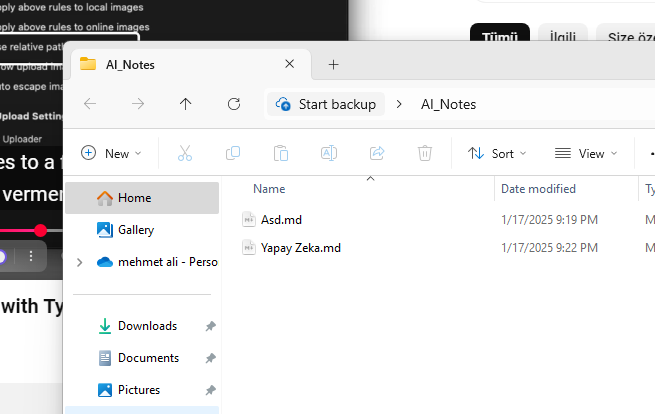 pply above rules to local images
pply above rules to online images
se relative pat
ow upload im
uto escape ima
Upload Setting
Uploader
es to a f
vermer
with Ty
Tümü
İlgili
Size öze
AI_Notes
Start backup
AI_Notes
New
Sort
View
Home
Gallery
mehmet ali - Perso
Downloads
Documents
Pictures
Name
Date modified
Ty
Asd.md
1/17/2025 9:19 PM
M
Yapay Zeka.md
1/17/2025 9:22 PM
M